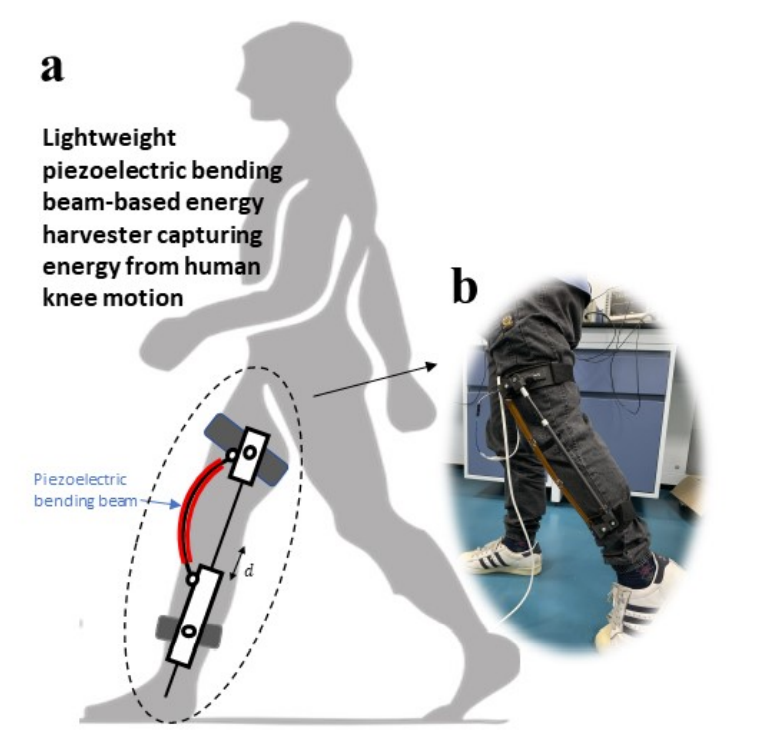 a
Lightweight
piezoelectric bending
beam-based energy
harvester capturing
energy from human
knee motion
b
Piezoelectric
bending beam
d